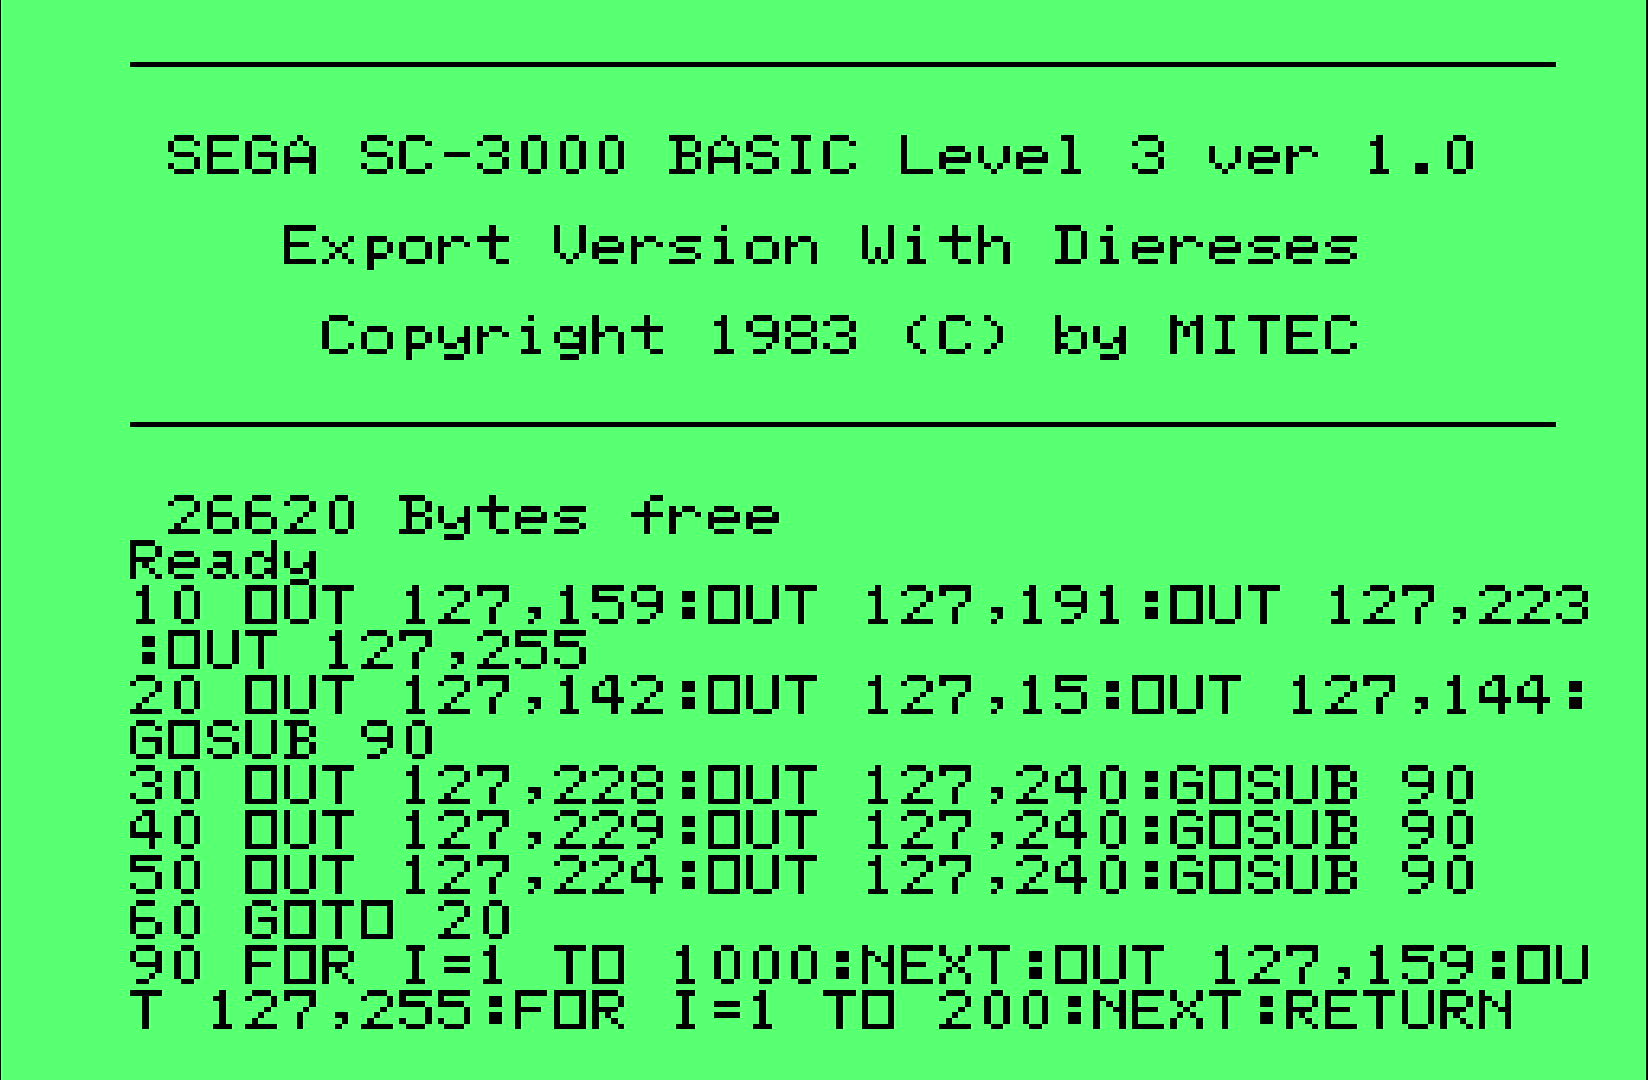 SEGA SC-3000 BASIC Level 3 ver 1.0
Export Version With Diereses
Copyright 1983 (C) by MITEC
26620 Bytes free
Ready
10 OUT 127,159:OUT 127,191:OUT 127,223
:OUT 127,255
20 OUT 127,142:OUT 127,15:OUT 127,144:
GOSUB 90
30 OUT 127,228:OUT 127,240:GOSUB 90
40 OUT 127,229:OUT 127,240:GOSUB 90
50 OUT 127,224:OUT 127,240:GOSUB 90
60 GOTO 20
90 FOR I=1 TO 1000:NEXT:OUT 127,159:OU
T 127,255:FOR I=1 TO 200:NEXT:RETURN